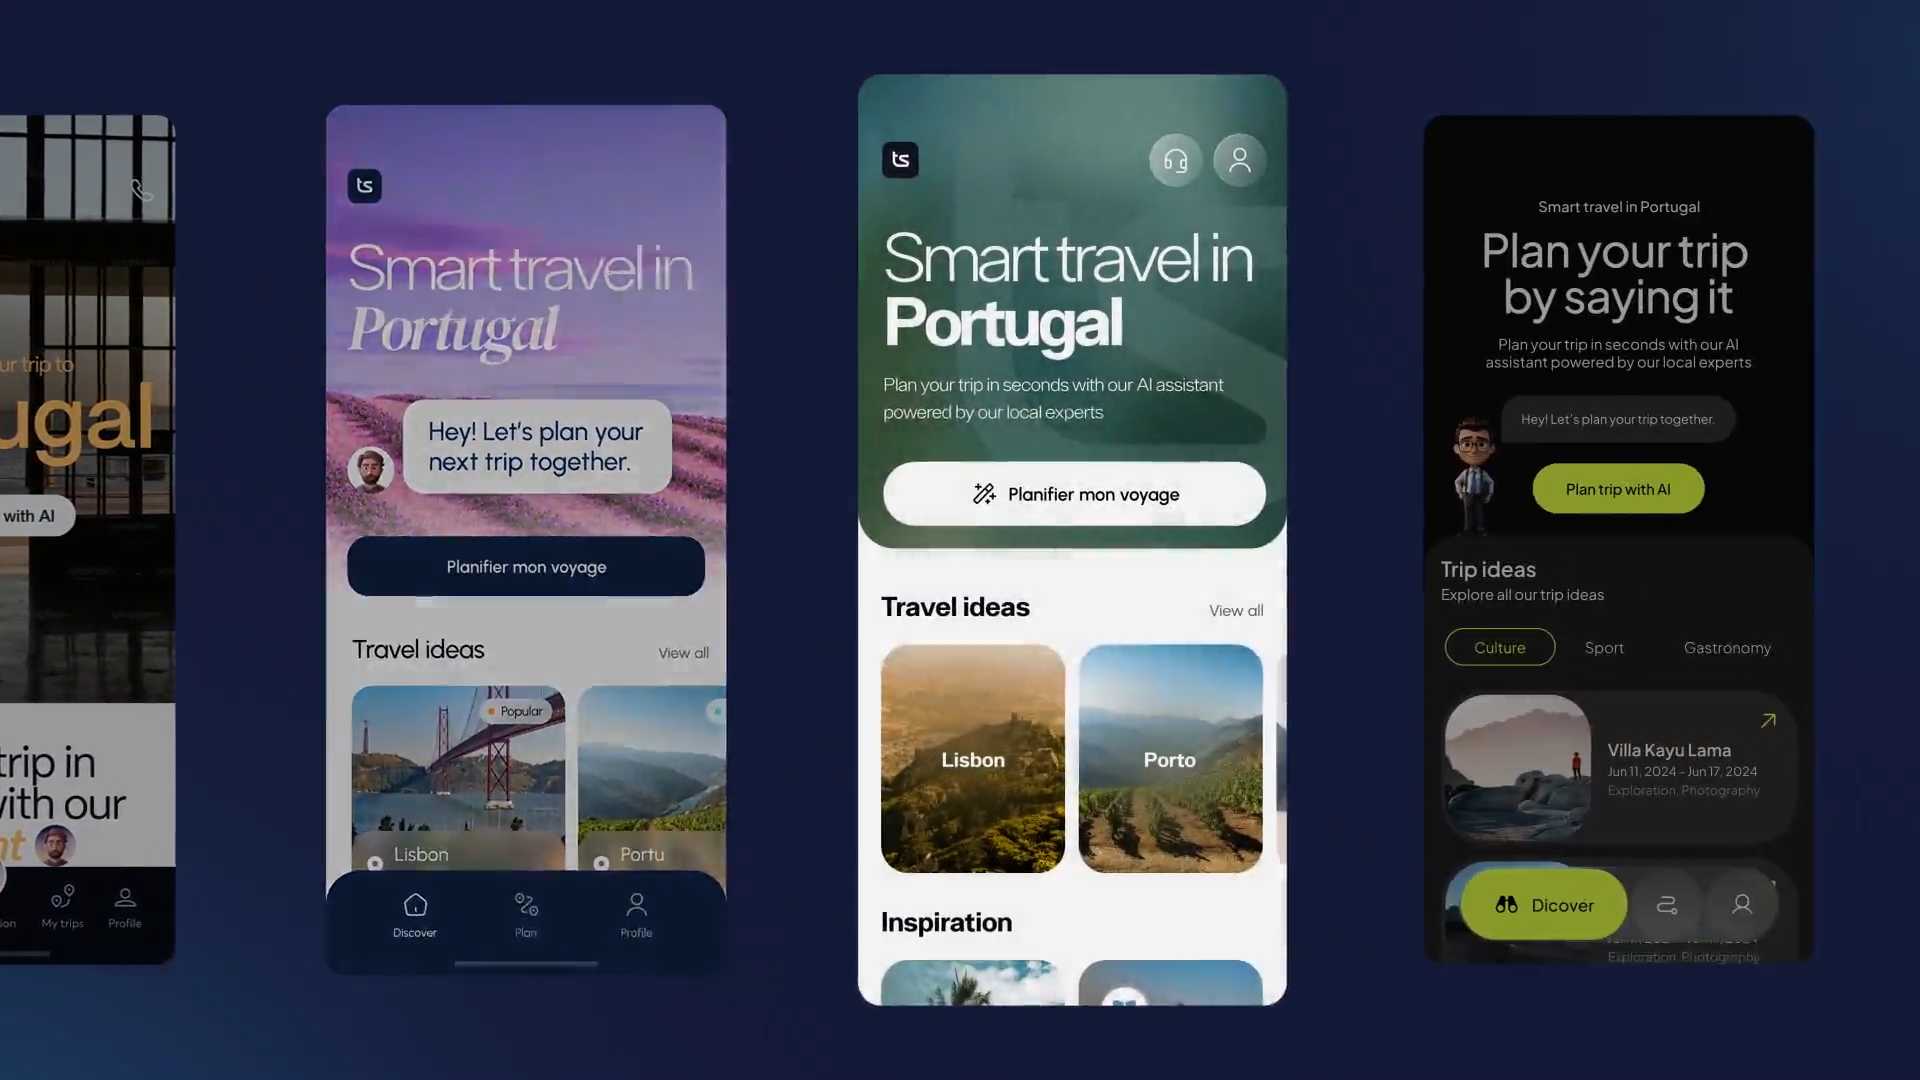 ur trip to
ugal
with AI
trip in
with our
nt
ion
My trips
Profile
ts
Smart travel in
Portugal
Hey! Let's plan your
next trip together.
Planifier mon voyage
Travel ideas
View all
Popular
Lisbon
Portu
Discover
Plan
Profile
ts
Smart travel in
Portugal
Plan your trip in seconds with our AI assistant
powered by our local experts
Planifier mon voyage
Travel ideas
View all
Lisbon
Porto
Inspiration
Smart travel in Portugal
Plan your trip
by saying it
Plan your trip in seconds with our AI
assistant powered by our local experts
Hey! Let's plan your trip together.
Plan trip with AI
Trip ideas
Explore all our trip ideas
Culture
Sport
Gastronomy
Villa Kayu Lama
Jun 11, 2024 - Jun 17, 2024
Exploration, Photography
Dicover
Exploration, Photography